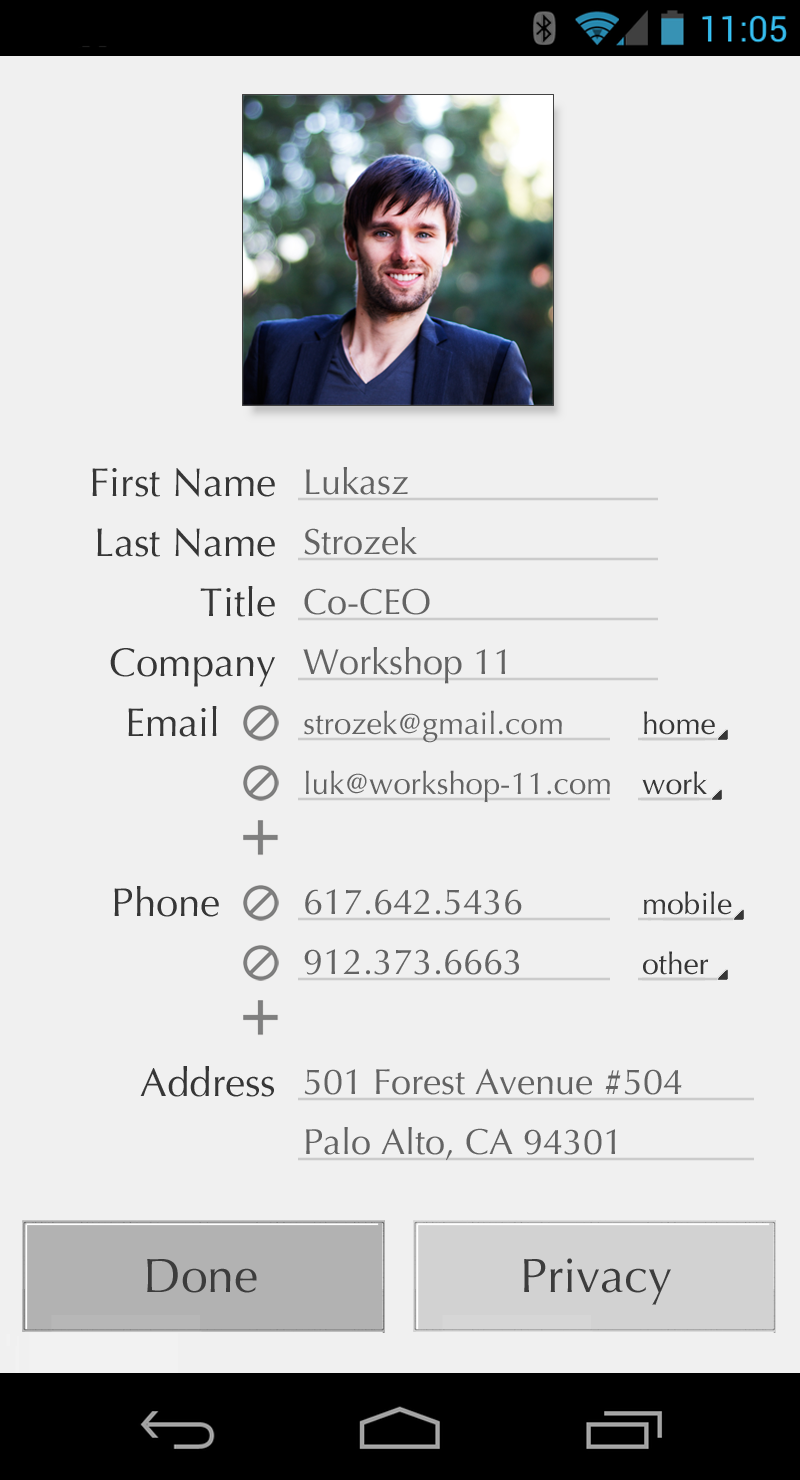 11:05
First Name Lukasz
Last Name Strozek
Title Co-CEO
Company Workshop 11
Email strozek@gmail.com home
luk@workshop-11.com work
Phone 617.642.5436 mobile
912.373.6663 other
Address 501 Forest Avenue #504
Palo Alto, CA 94301
Done Privacy